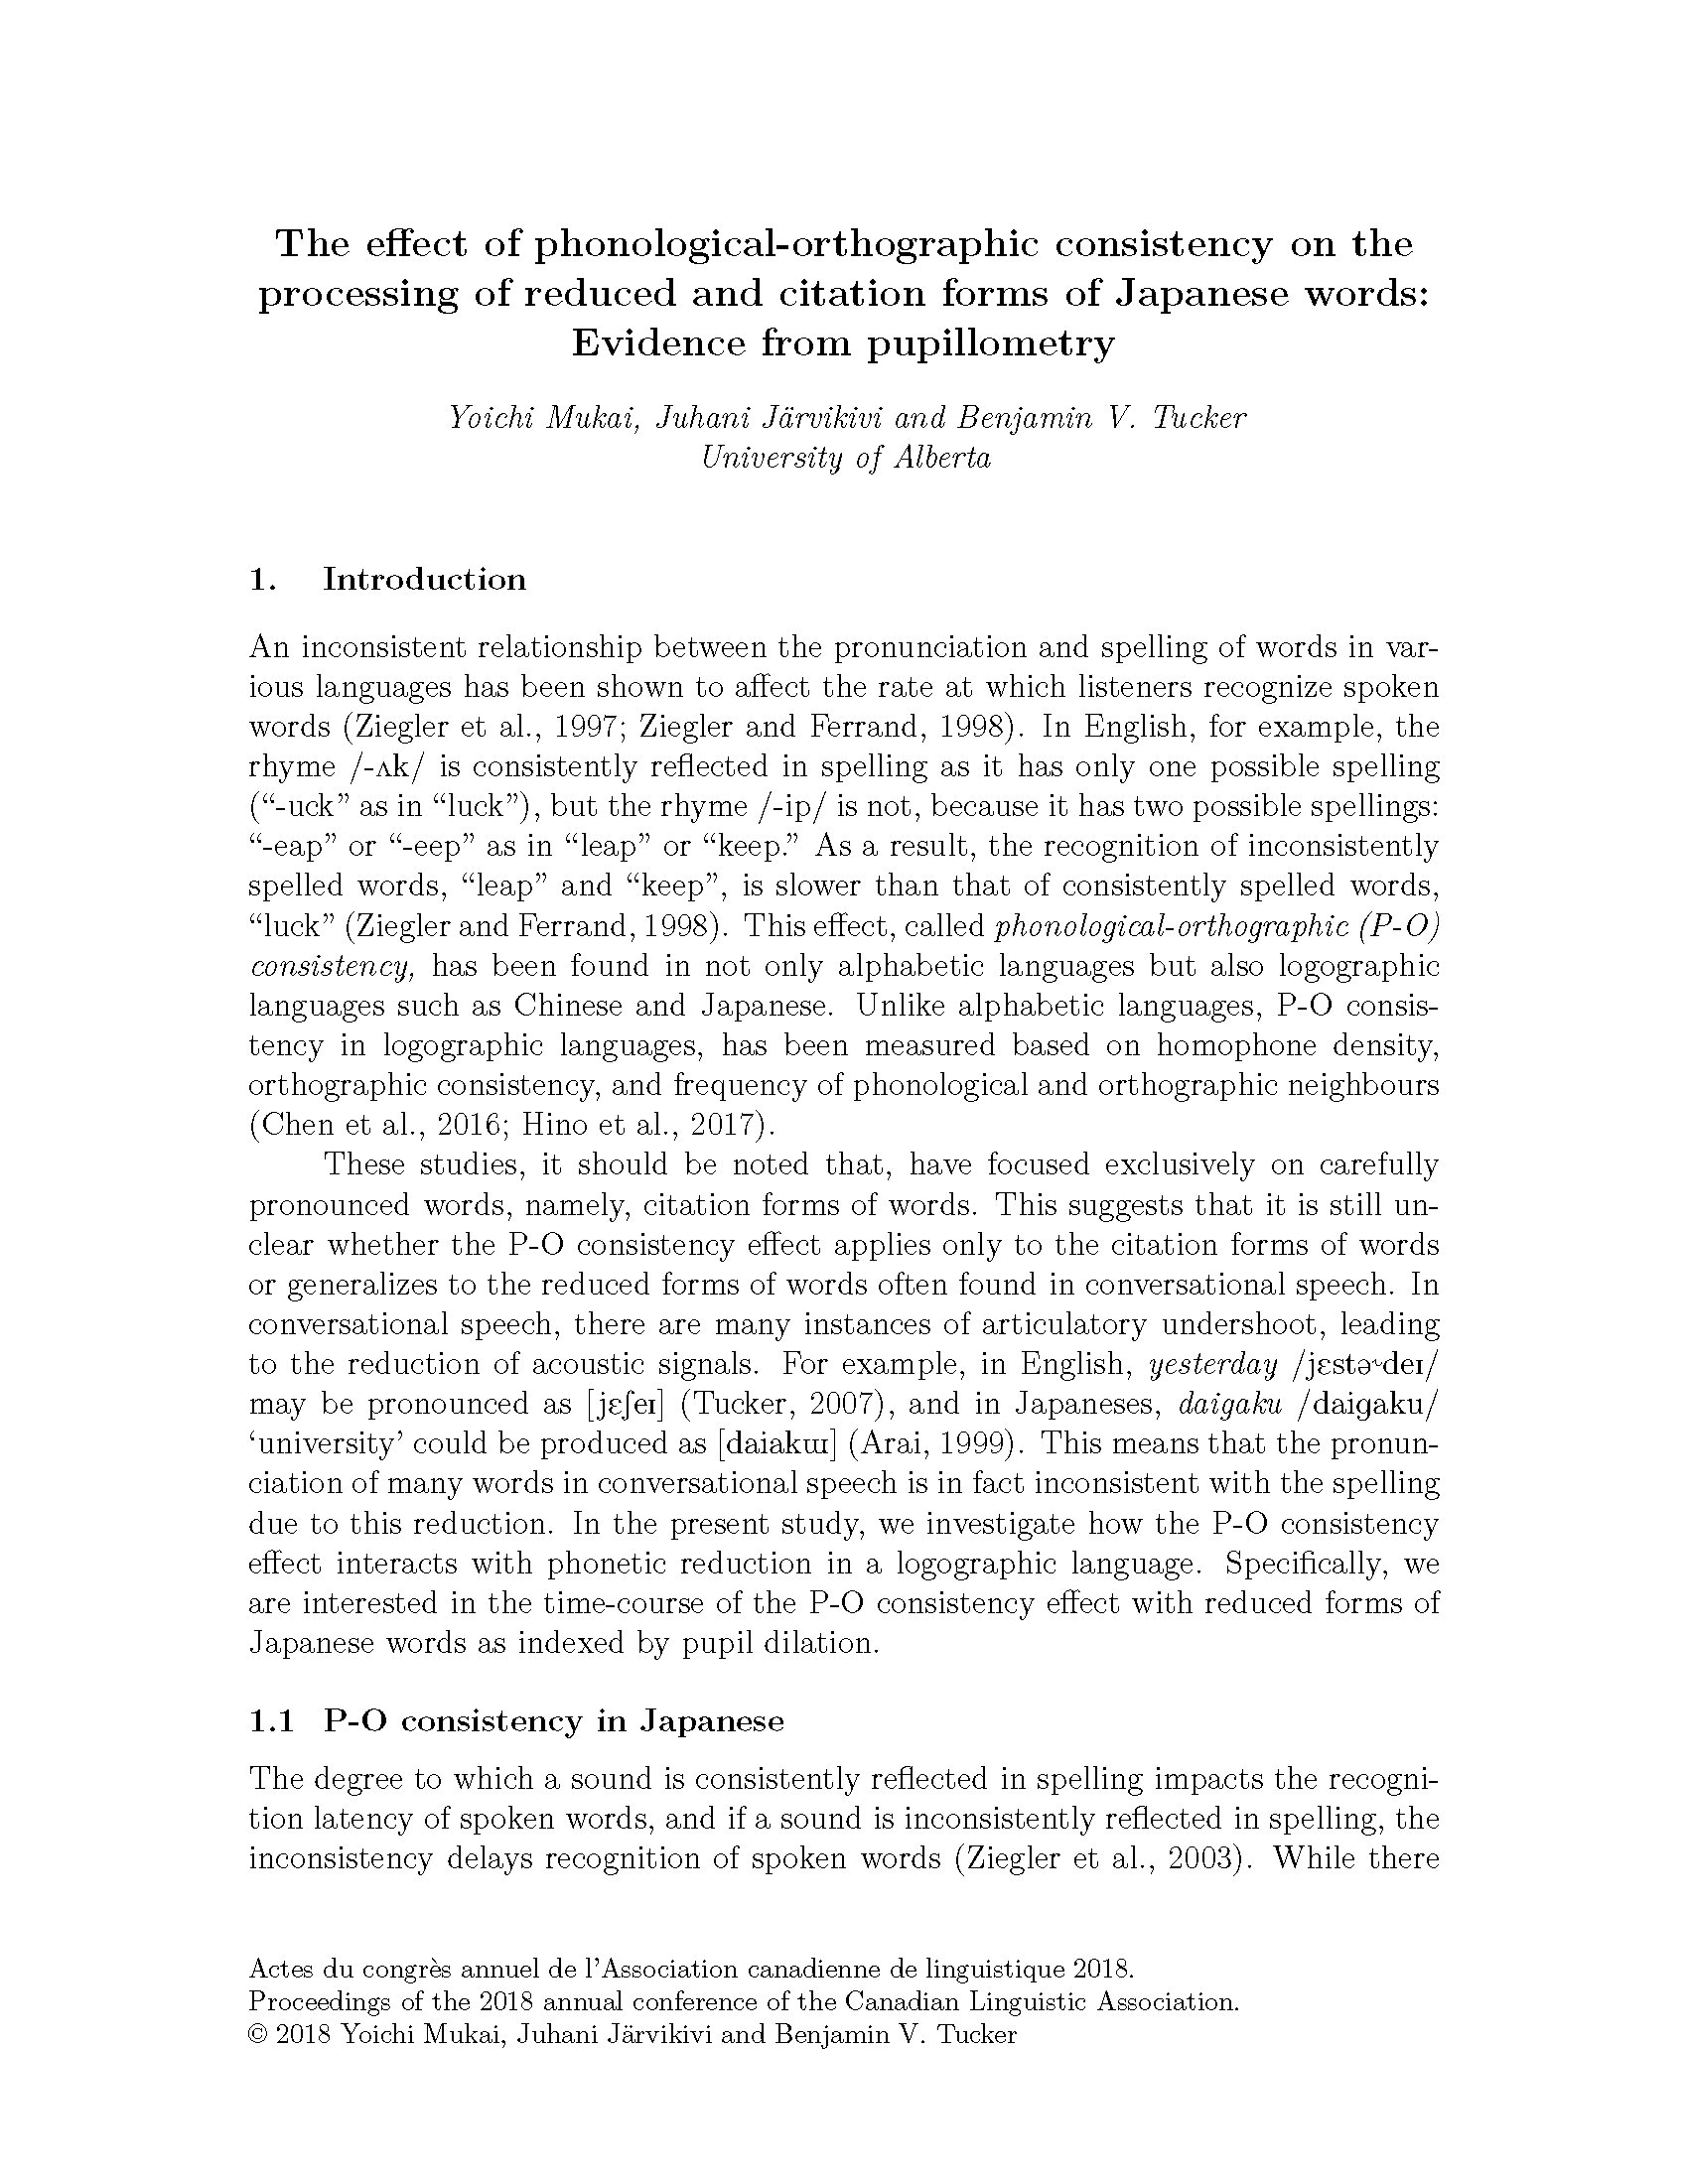 The effect of phonological-orthographic consistency on the
processing of reduced and citation forms of Japanese words:
Evidence from pupillometry
Yoichi Mukai, Juhani Järvikivi and Benjamin V. Tucker
University of Alberta
1. Introduction
An inconsistent relationship between the pronunciation and spelling of words in var-
ious languages has been shown to affect the rate at which listeners recognize spoken
words (Ziegler et al., 1997; Ziegler and Ferrand, 1998). In English, for example, the
rhyme /-ʌk/ is consistently reflected in spelling as it has only one possible spelling
(“-uck” as in “luck”), but the rhyme /-ip/ is not, because it has two possible spellings:
“-eap” or “-eep” as in “leap” or “keep.” As a result, the recognition of inconsistently
spelled words, “leap” and “keep”, is slower than that of consistently spelled words,
“luck” (Ziegler and Ferrand, 1998). This effect, called phonological-orthographic (P-O)
consistency, has been found in not only alphabetic languages but also logographic
languages such as Chinese and Japanese. Unlike alphabetic languages, P-O consis-
tency in logographic languages, has been measured based on homophone density,
orthographic consistency, and frequency of phonological and orthographic neighbours
(Chen et al., 2016; Hino et al., 2017).
These studies, it should be noted that, have focused exclusively on carefully
pronounced words, namely, citation forms of words. This suggests that it is still un-
clear whether the P-O consistency effect applies only to the citation forms of words
or generalizes to the reduced forms of words often found in conversational speech. In
conversational speech, there are many instances of articulatory undershoot, leading
to the reduction of acoustic signals. For example, in English, yesterday /jɛstɚdeɪ/
may be pronounced as [jɛʃeɪ] (Tucker, 2007), and in Japaneses, daigaku /daigaku/
‘university’ could be produced as [daiakɯ] (Arai, 1999). This means that the pronun-
ciation of many words in conversational speech is in fact inconsistent with the spelling
due to this reduction. In the present study, we investigate how the P-O consistency
effect interacts with phonetic reduction in a logographic language. Specifically, we
are interested in the time-course of the P-O consistency effect with reduced forms of
Japanese words as indexed by pupil dilation.
1.1 P-O consistency in Japanese
The degree to which a sound is consistently reflected in spelling impacts the recogni-
tion latency of spoken words, and if a sound is inconsistently reflected in spelling, the
inconsistency delays recognition of spoken words (Ziegler et al., 2003). While there
Actes du congrès annuel de l’Association canadienne de linguistique 2018.
Proceedings of the 2018 annual conference of the Canadian Linguistic Association.
© 2018 Yoichi Mukai, Juhani Järvikivi and Benjamin V. Tucker